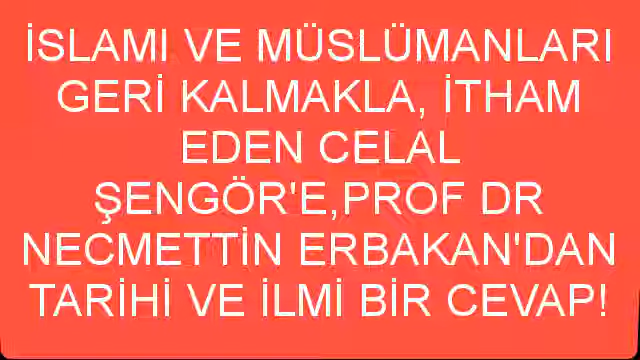 İSLAMI VE MÜSLÜMANLARI
GERİ KALMAKLA, İTHAM
EDEN CELAL
ŞENGÖR'E,PROF DR
NECMETTİN ERBAKAN'DAN
TARİHİ VE İLMİ BİR CEVAP!